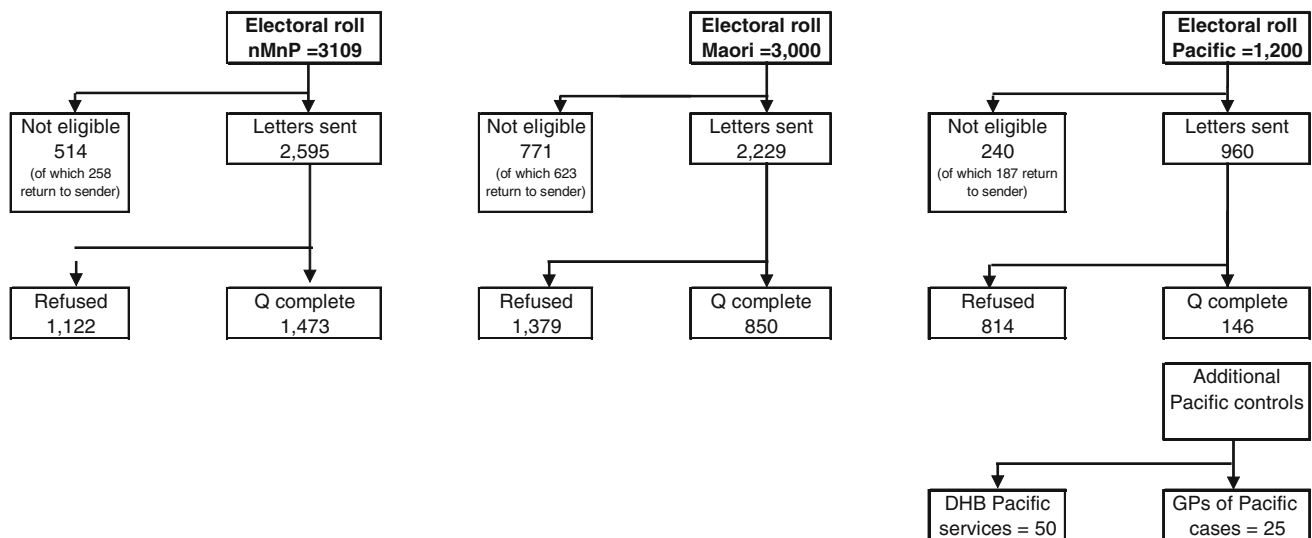 Electoral roll
nMnP =3109
Not eligible
514
(of which 258
return to sender)
Letters sent
2,595
Refused
1,122
Q complete
1,473
Electoral roll
Maori=3,000
Not eligible
771
(of which 623
return to sender)
Letters sent
2,229
Refused
1,379
Q complete
850
Electoral roll
Pacific =1,200
Not eligible
240
(of which 187 return
to sender)
Letters sent
960
Refused
814
Q complete
146
Additional
Pacific controls
DHB Pacific
services = 50
GPs of Pacific
cases = 25